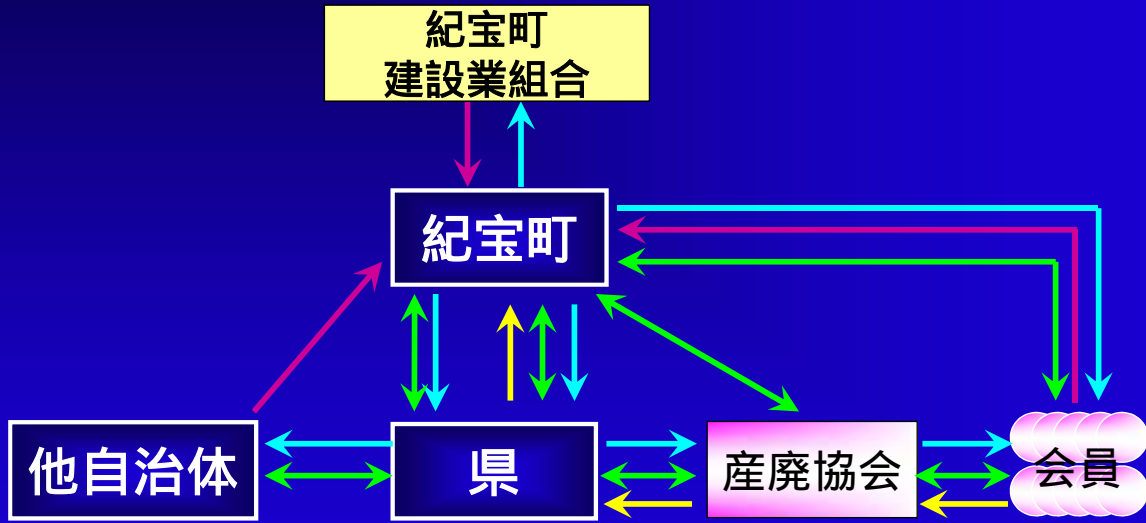 紀宝町
建設業組合
紀宝町
他自治体
県
産廃協会
会員